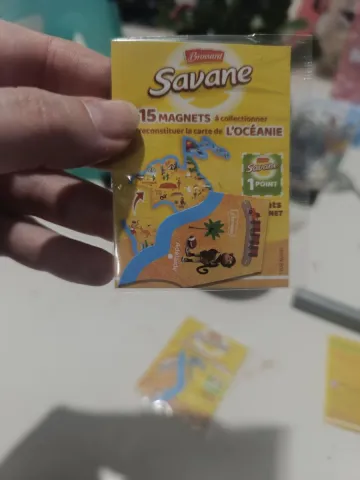 Brossard
Savane
15 MAGNETS à collectionner
reconstituer la carte de L'OCÉANIE
Savane
1 POINT